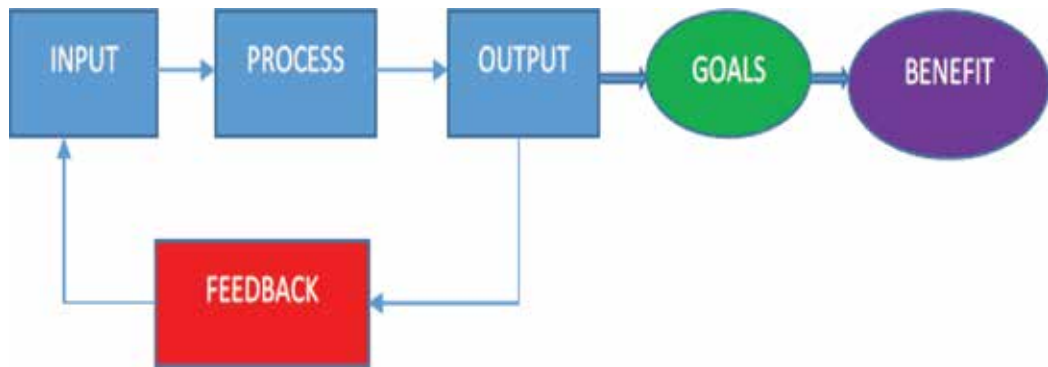 INPUT
PROCESS
OUTPUT
GOALS
BENEFIT
FEEDBACK